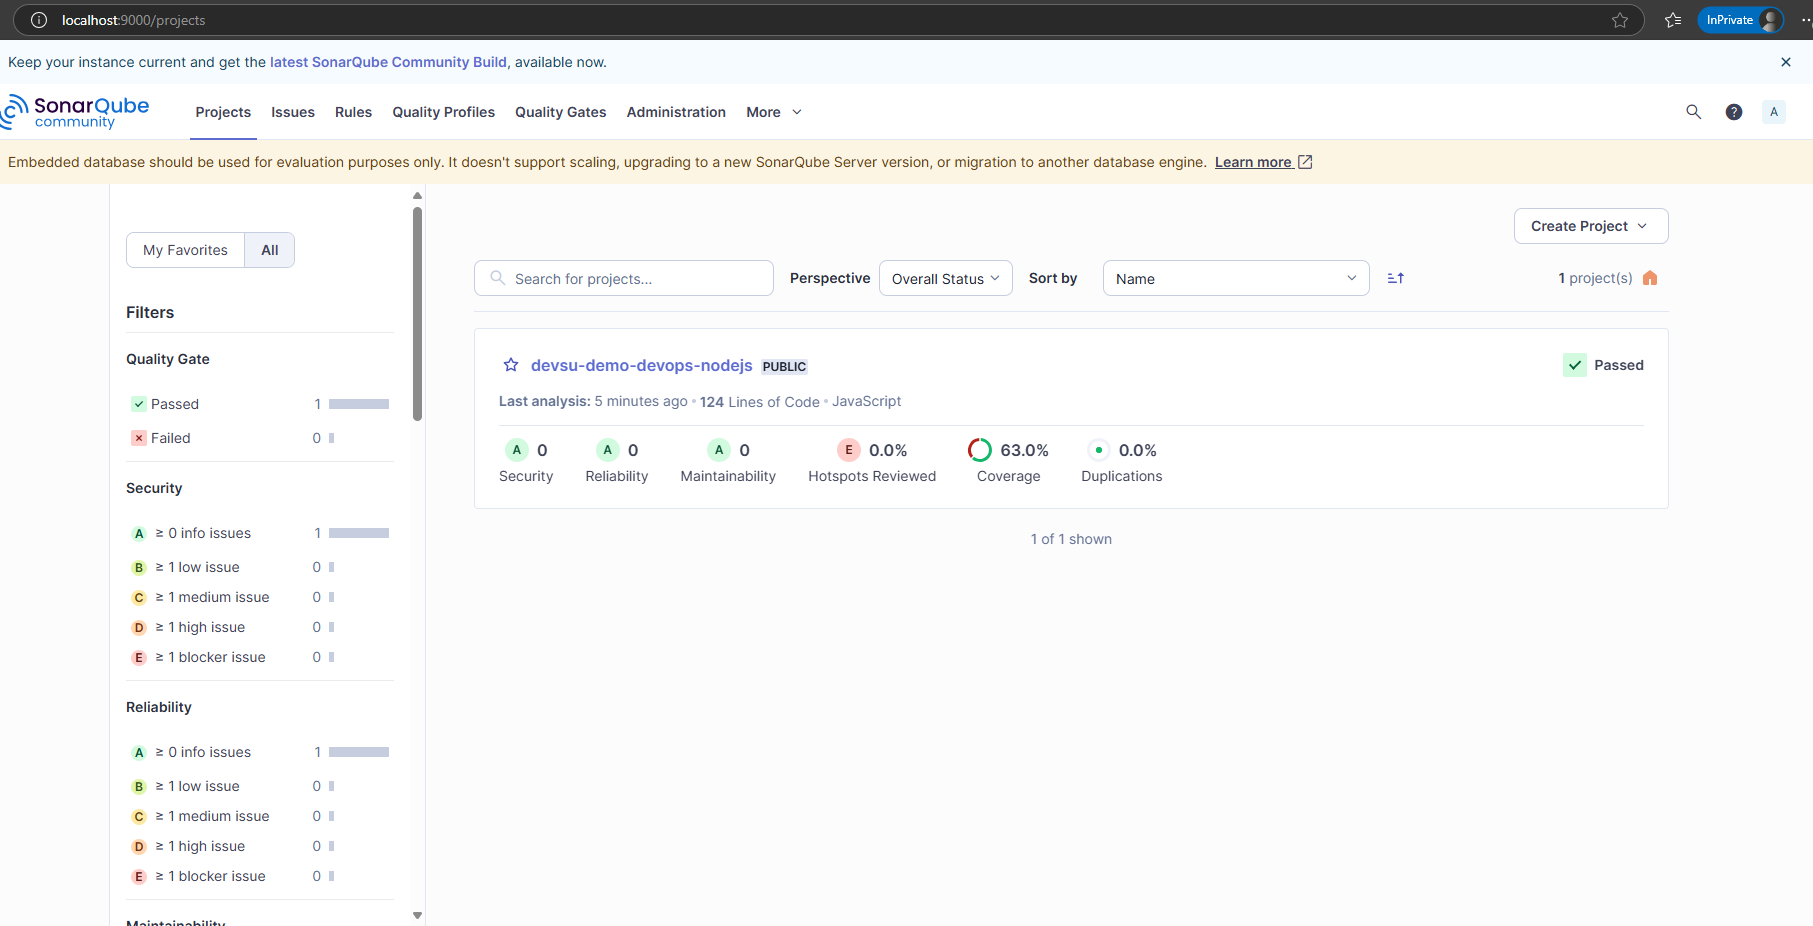 localhost:9000/projects
InPrivate
Keep your instance current and get the latest SonarQube Community Build, available now.
SonarQube community
Projects Issues Rules Quality Profiles Quality Gates Administration More
A
Embedded database should be used for evaluation purposes only. It doesn't support scaling, upgrading to a new SonarQube Server version, or migration to another database engine. Learn more
My Favorites All
Filters
Quality Gate
Passed 1
Failed 0
Security
A ≥ 0 info issues 1
B ≥ 1 low issue 0
C ≥ 1 medium issue 0
D ≥ 1 high issue 0
E ≥ 1 blocker issue 0
Reliability
A ≥ 0 info issues 1
B ≥ 1 low issue 0
C ≥ 1 medium issue 0
D ≥ 1 high issue 0
E ≥ 1 blocker issue 0
Maintainability
Create Project
Search for projects... Perspective Overall Status Sort by Name 1 project(s)
devsu-demo-devops-nodejs PUBLIC Passed
Last analysis: 5 minutes ago • 124 Lines of Code • JavaScript
A 0 A 0 A 0 E 0.0% 63.0% 0.0%
Security Reliability Maintainability Hotspots Reviewed Coverage Duplications
1 of 1 shown